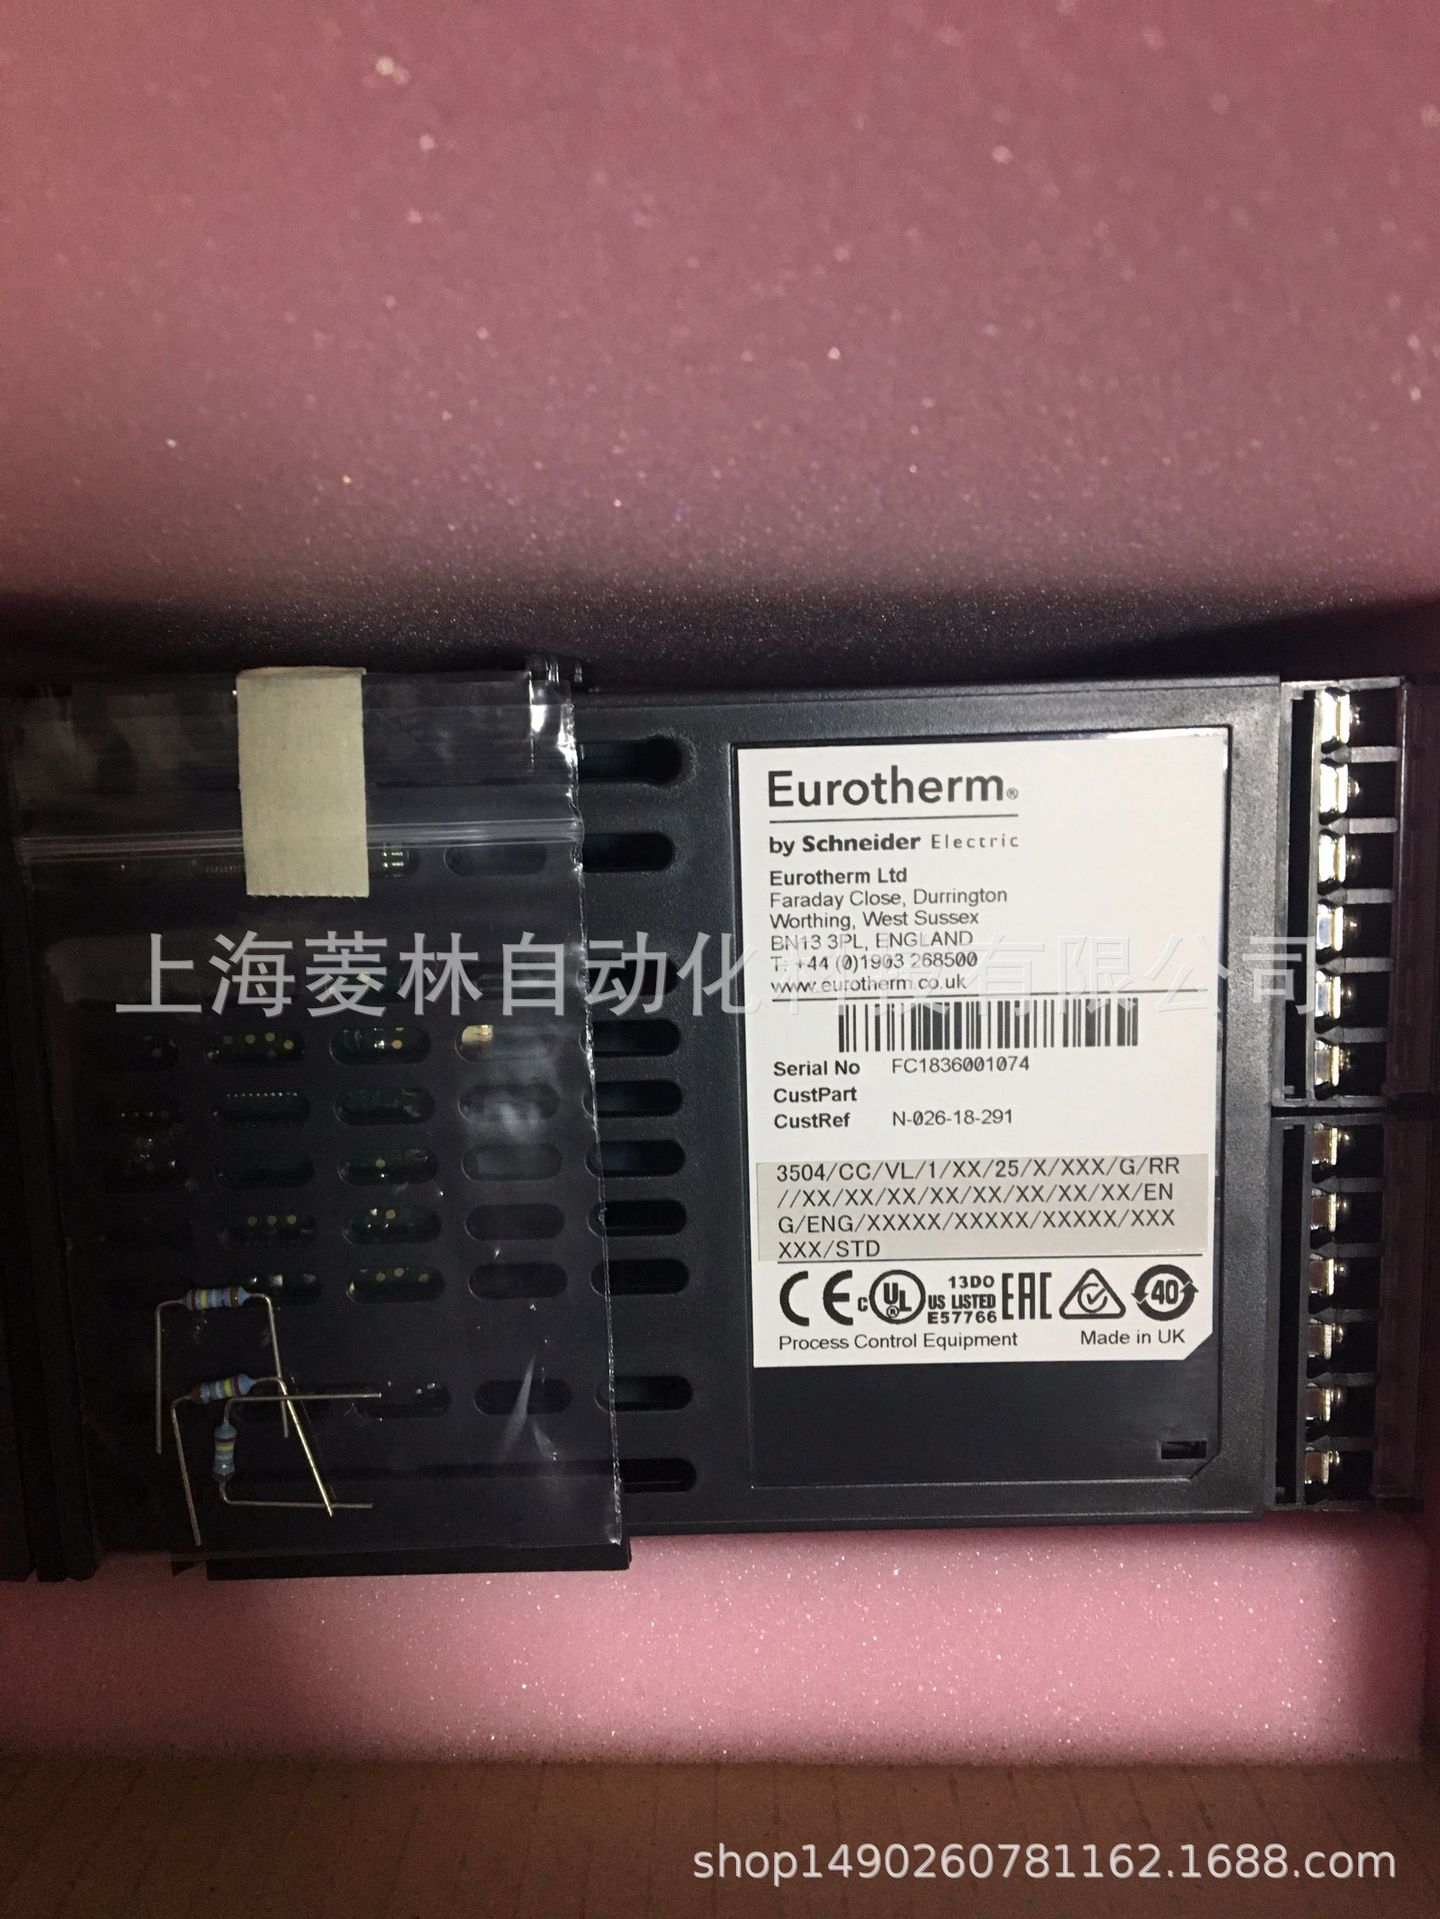 Eurotherm®
by Schneider Electric
Eurotherm Ltd
Faraday Close, Durrington
Worthing, West Sussex
BN13 3PL, ENGLAND
T: +44 (0)1903 268500
www.eurotherm.co.uk
上海菱林自动化科技有限公司
Serial No FC1836001074
CustPart
CustRef N-026-18-291
3504/CC/VL/1/XX/25/X/XXX/G/RR
//XX/XX/XX/XX/XX/XX/XX/XX/EN
G/ENG/XXXXX/XXXXX/XXXXX/XXX
XXX/STD
CE c UL ® US LISTED 13DO E57766 EAC 40
Process Control Equipment Made in UK
shop1490260781162.1688.com